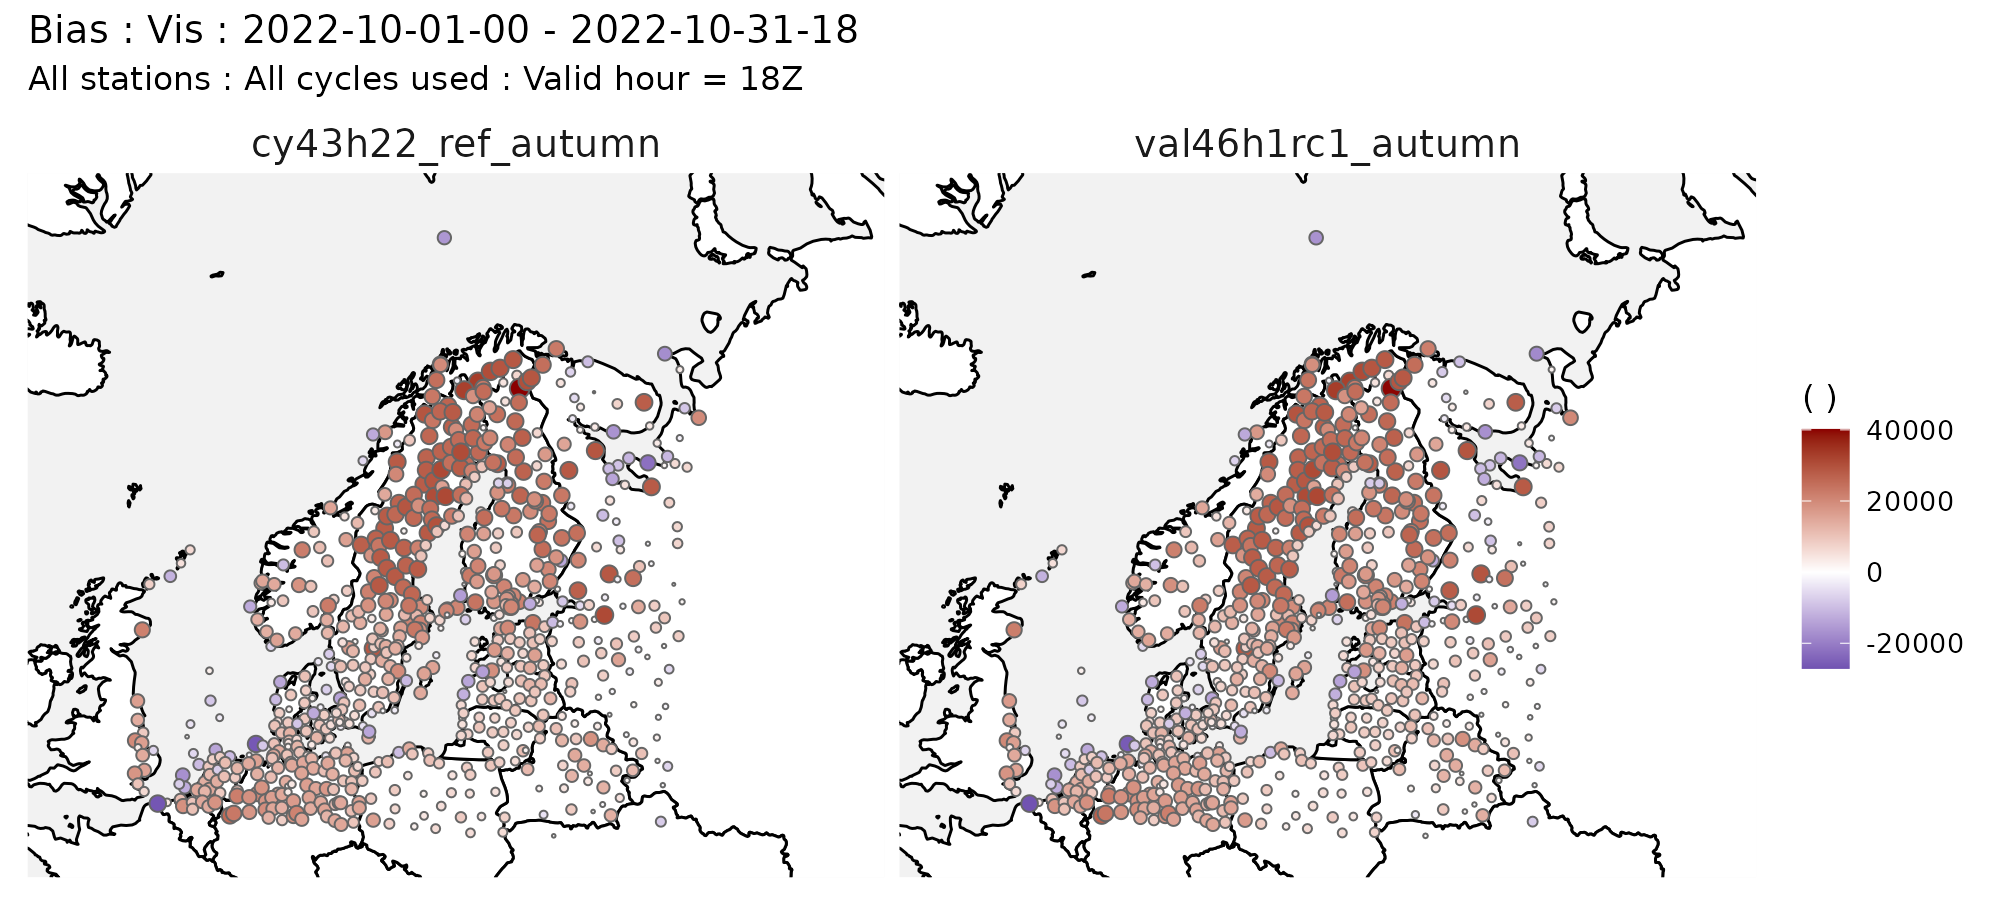 Bias : Vis : 2022-10-01-00 - 2022-10-31-18
All stations : All cycles used : Valid hour = 18Z
cy43h22_ref_autumn
val46h1rc1_autumn
( )
40000
20000
0
-20000